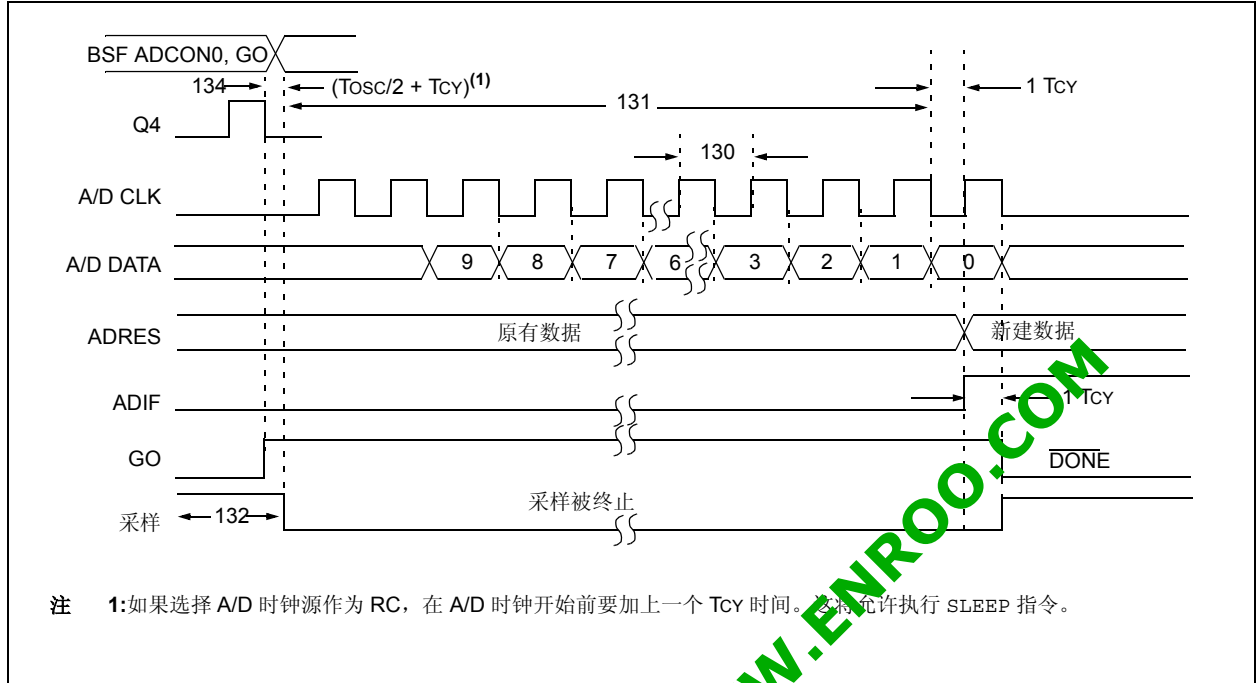 BSF ADCON0, GO
134 (TOSC/2 + TCY)(1) 1 TCY
131
Q4
130
A/D CLK
A/D DATA 9 8 7 6 3 2 1 0
ADRES 原有数据 新建数据
ADIF 1 TCY
GO DONE
采样 132 采样被终止
注 1:如果选择 A/D 时钟源作为 RC，在 A/D 时钟开始前要加上一个 TCY 时间。这将允许执行 SLEEP 指令。
W.ENROO.COM